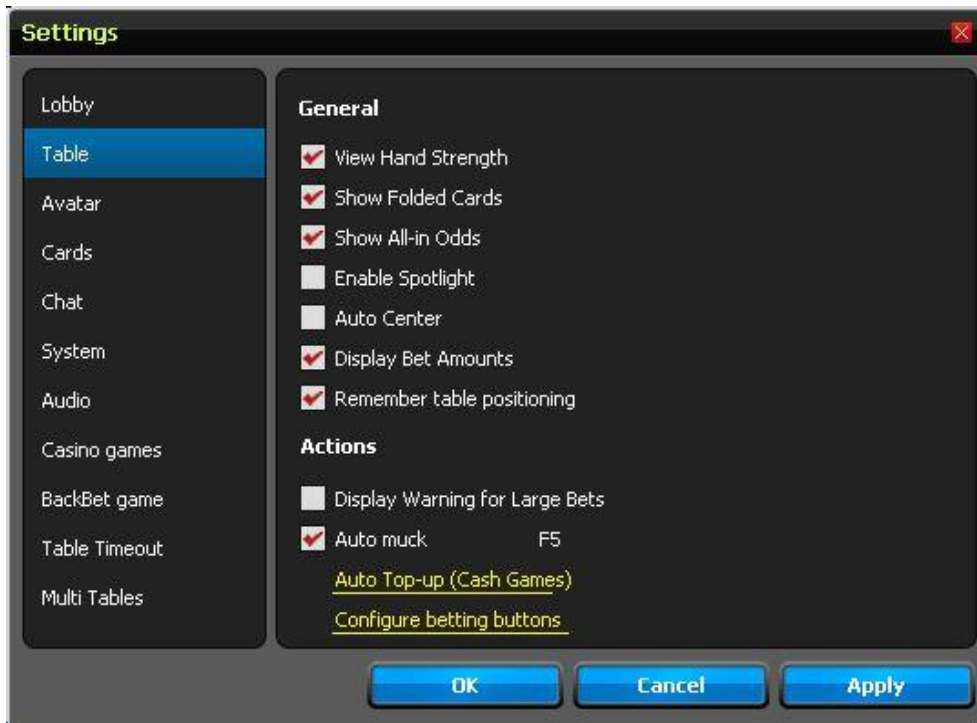 Settings
Lobby
Table
Avatar
Cards
Chat
System
Audio
Casino games
BackBet game
Table Timeout
Multi Tables
General
View Hand Strength
Show Folded Cards
Show All-in Odds
Enable Spotlight
Auto Center
Display Bet Amounts
Remember table positioning
Actions
Display Warning for Large Bets
Auto muck F5
Auto Top-up (Cash Games)
Configure betting buttons
OK Cancel Apply